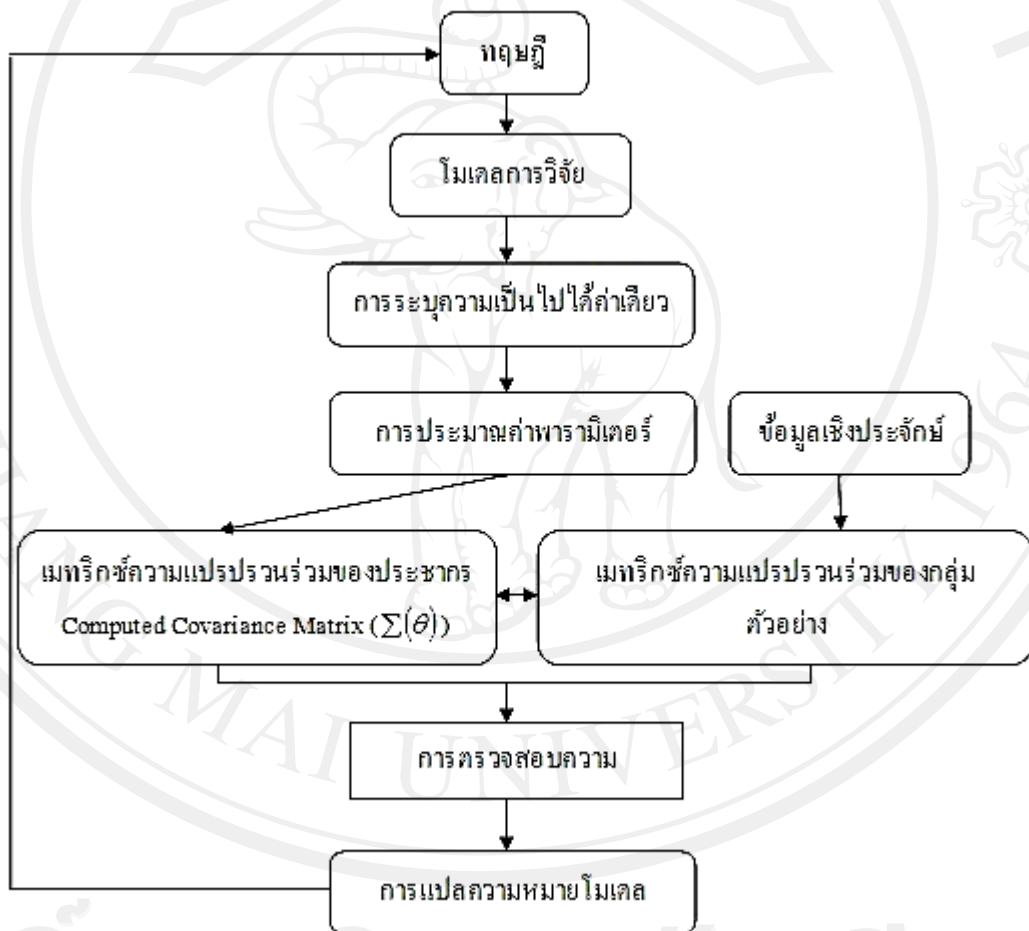 ทฤษฎี
โมเดลการวิจัย
การระบุความเป็นไปได้ค่าเดียว
การประมาณค่าพารามิเตอร์
ข้อมูลเชิงประจักษ์
เมทริกซ์ความแปรปรวนร่วมของประชากร
Computed Covariance Matrix (∑(θ))
เมทริกซ์ความแปรปรวนร่วมของกลุ่ม
ตัวอย่าง
การตรวจสอบความ
การแปลความหมายโมเดล
ANG MAI UNIVERSITY 1964